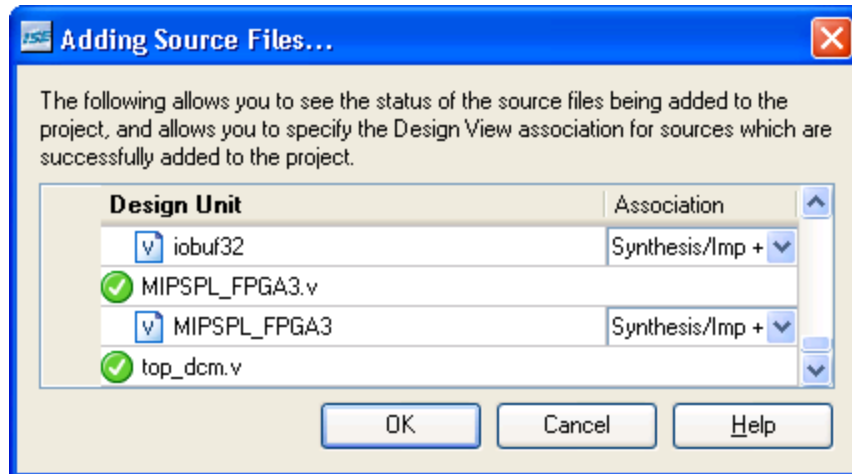 ISE Adding Source Files...
The following allows you to see the status of the source files being added to the
project, and allows you to specify the Design View association for sources which are
successfully added to the project.
Design Unit Association
V iobuf32 Synthesis/Imp +
MIPSPL_FPGA3.v
V MIPSPL_FPGA3 Synthesis/Imp +
top_dcm.v
OK Cancel Help